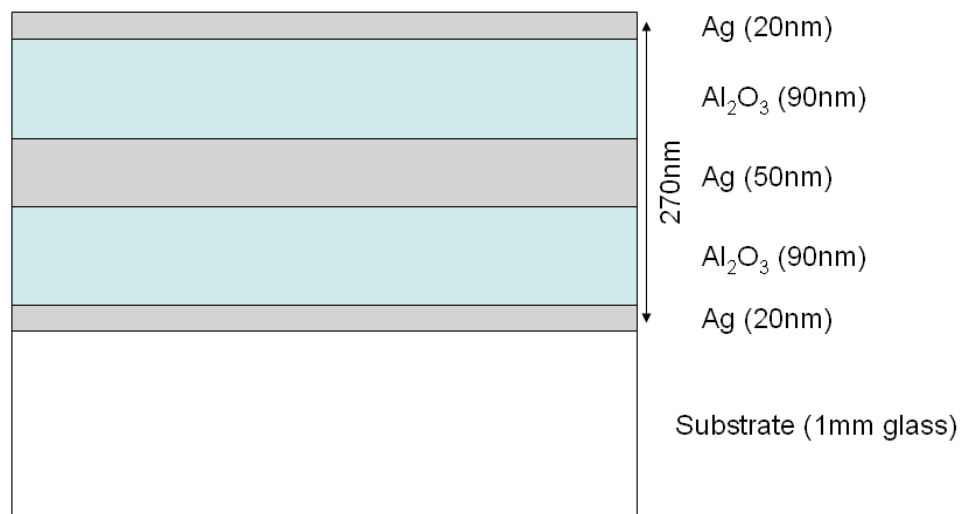 Ag (20nm)
Al₂O₃ (90nm)
270nm
Ag (50nm)
Al₂O₃ (90nm)
Ag (20nm)
Substrate (1mm glass)